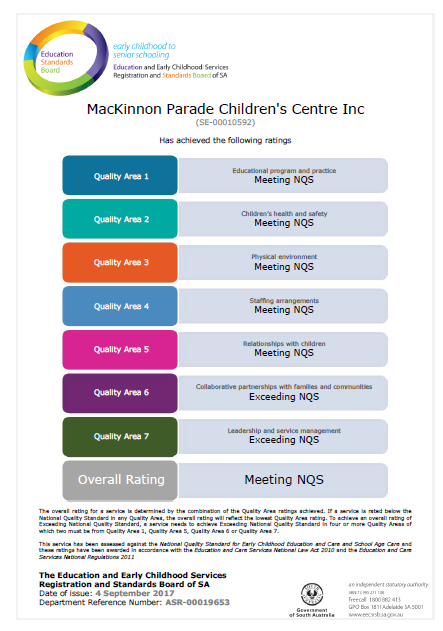 Education
Standards
Board
early childhood to
senior schooling
Education and Early Childhood Services
Registration and Standards Board of SA
MacKinnon Parade Children's Centre Inc
(SE-00010592)
Has achieved the following ratings
Quality Area 1
Educational program and practice
Meeting NQS
Quality Area 2
Children's health and safety
Meeting NQS
Quality Area 3
Physical environment
Meeting NQS
Quality Area 4
Staffing arrangements
Meeting NQS
Quality Area 5
Relationships with children
Meeting NQS
Quality Area 6
Collaborative partnerships with families and communities
Exceeding NQS
Quality Area 7
Leadership and service management
Exceeding NQS
Overall Rating
Meeting NQS
The overall rating for a service is determined by the combination of the Quality Area ratings achieved. If a service is rated below the
National Quality Standard in any Quality Area, the overall rating will reflect the lowest Quality Area rating. To achieve an overall rating of
Exceeding National Quality Standard, a service needs to achieve Exceeding National Quality Standard in four or more Quality Areas of
which two must be from Quality Area 1, Quality Area 5, Quality Area 6 or Quality Area 7.
This service has been assessed against the National Quality Standard for Early Childhood Education and Care and School Age Care and
these ratings have been awarded in accordance with the Education and Care Services National Law Act 2010 and the Education and Care
Services National Regulations 2011
The Education and Early Childhood Services
Registration and Standards Board of SA
Date of issue: 4 September 2017
Department Reference Number: ASR-00019653
Government
of South Australia
an independent statutory authority
Freecall 1800 882 413
GPO Box 1811 Adelaide SA 5001
www.eecsrsb.sa.gov.au